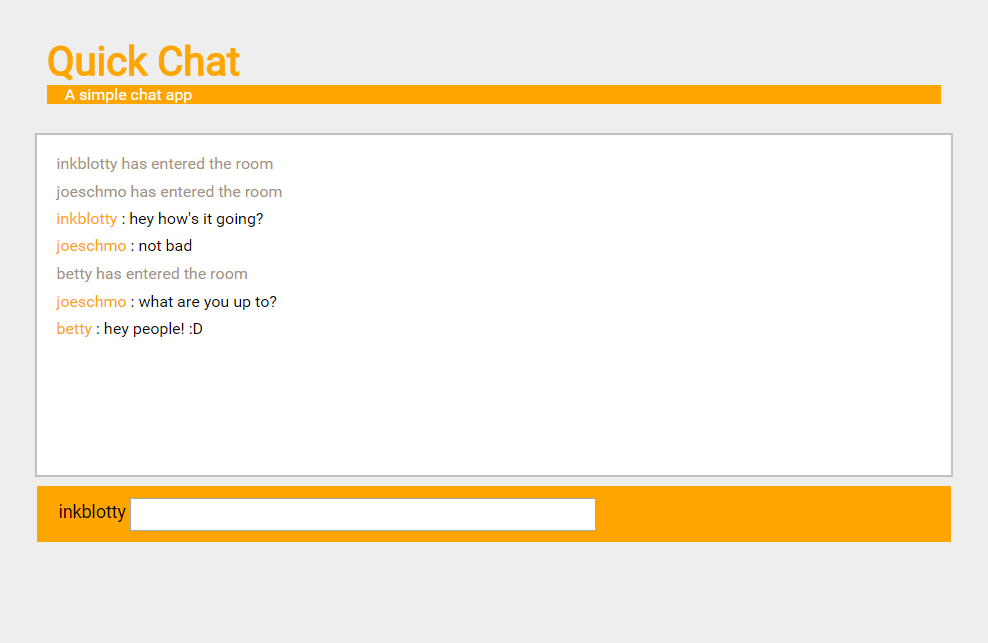 Quick Chat
A simple chat app
inkblotty has entered the room
joeschmo has entered the room
inkblotty : hey how's it going?
joeschmo : not bad
betty has entered the room
joeschmo : what are you up to?
betty : hey people! :D
inkblotty